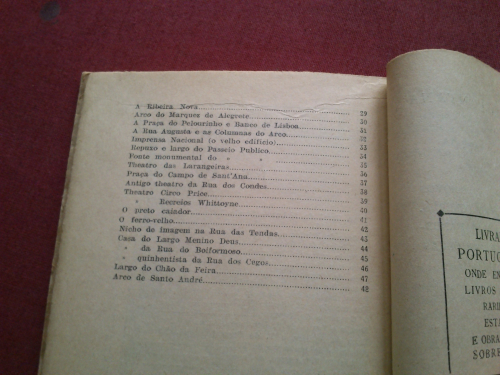 A Ribeira Nova 29
Arco do Marques de Alegrete 30
A Praça do Pelourinho e Banco de Lisboa 31
A Rua Augusta e as Columnas do Arco 32
Imprensa Nacional (o velho edificio) 33
Repuxo e largo do Passeio Publico 34
Fonte monumental do » » 35
Theatro das Larangeiras 36
Praça do Campo de Sant'Ana 37
Antigo theatro da Rua dos Condes 38
Theatro Circo Price 39
» Recreios Whittoyne 40
O preto caiador 41
O ferro-velho 42
Nicho de Imagem na Rua das Tendas 43
Casa do Largo Menino Deus 44
» da Rua do Boiformoso 45
» quinhentista da Rua dos Cegos 46
Largo do Chão da Feira 47
Arco de Santo André 48
LIVRA
PORTUG
ONDE EN
LIVROS
RARI
ESTA
E OBRA
SOBRE